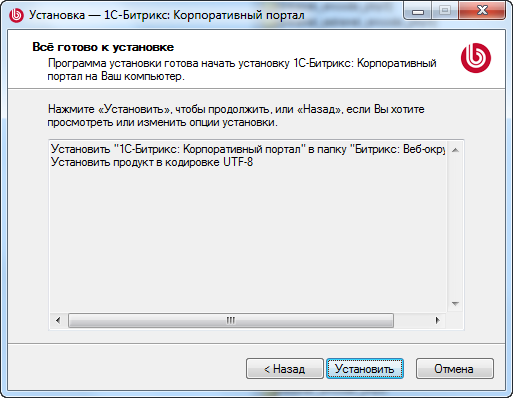 Установка — 1С-Битрикс: Корпоративный портал
Всё готово к установке
Программа установки готова начать установку 1С-Битрикс: Корпоративный
портал на Ваш компьютер.
Нажмите «Установить», чтобы продолжить, или «Назад», если Вы хотите
просмотреть или изменить опции установки.
Установить "1С-Битрикс: Корпоративный портал" в папку "Битрикс: Веб-окру
Установить продукт в кодировке UTF-8
< Назад Установить Отмена